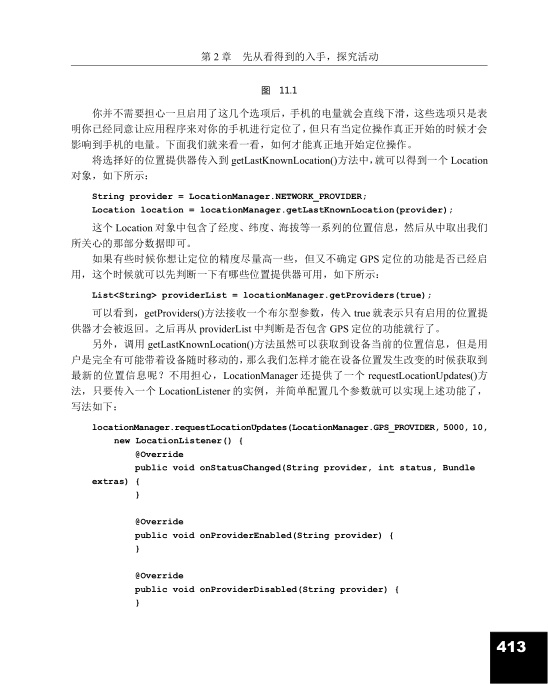 第 2 章　先从看得到的入手，探究活动
图　11.1
你并不需要担心一旦启用了这几个选项后，手机的电量就会直线下滑，这些选项只是表
明你已经同意让应用程序来对你的手机进行定位了，但只有当定位操作真正开始的时候才会
影响到手机的电量。下面我们就来看一看，如何才能真正地开始定位操作。
将选择好的位置提供器传入到 getLastKnownLocation()方法中，就可以得到一个 Location
对象，如下所示：
String provider = LocationManager.NETWORK_PROVIDER;
Location location = locationManager.getLastKnownLocation(provider);
这个 Location 对象中包含了经度、纬度、海拔等一系列的位置信息，然后从中取出我们
所关心的那部分数据即可。
如果有些时候你想让定位的精度尽量高一些，但又不确定 GPS 定位的功能是否已经启
用，这个时候就可以先判断一下有哪些位置提供器可用，如下所示：
List<String> providerList = locationManager.getProviders(true);
可以看到，getProviders()方法接收一个布尔型参数，传入 true 就表示只有启用的位置提
供器才会被返回。之后再从 providerList 中判断是否包含 GPS 定位的功能就行了。
另外，调用 getLastKnownLocation()方法虽然可以获取到设备当前的位置信息，但是用
户是完全有可能带着设备随时移动的，那么我们怎样才能在设备位置发生改变的时候获取到
最新的位置信息呢？不用担心，LocationManager 还提供了一个 requestLocationUpdates()方
法，只要传入一个 LocationListener 的实例，并简单配置几个参数就可以实现上述功能了，
写法如下：
locationManager.requestLocationUpdates(LocationManager.GPS_PROVIDER, 5000, 10,
new LocationListener() {
@Override
public void onStatusChanged(String provider, int status, Bundle
extras) {
}
@Override
public void onProviderEnabled(String provider) {
}
@Override
public void onProviderDisabled(String provider) {
}
413